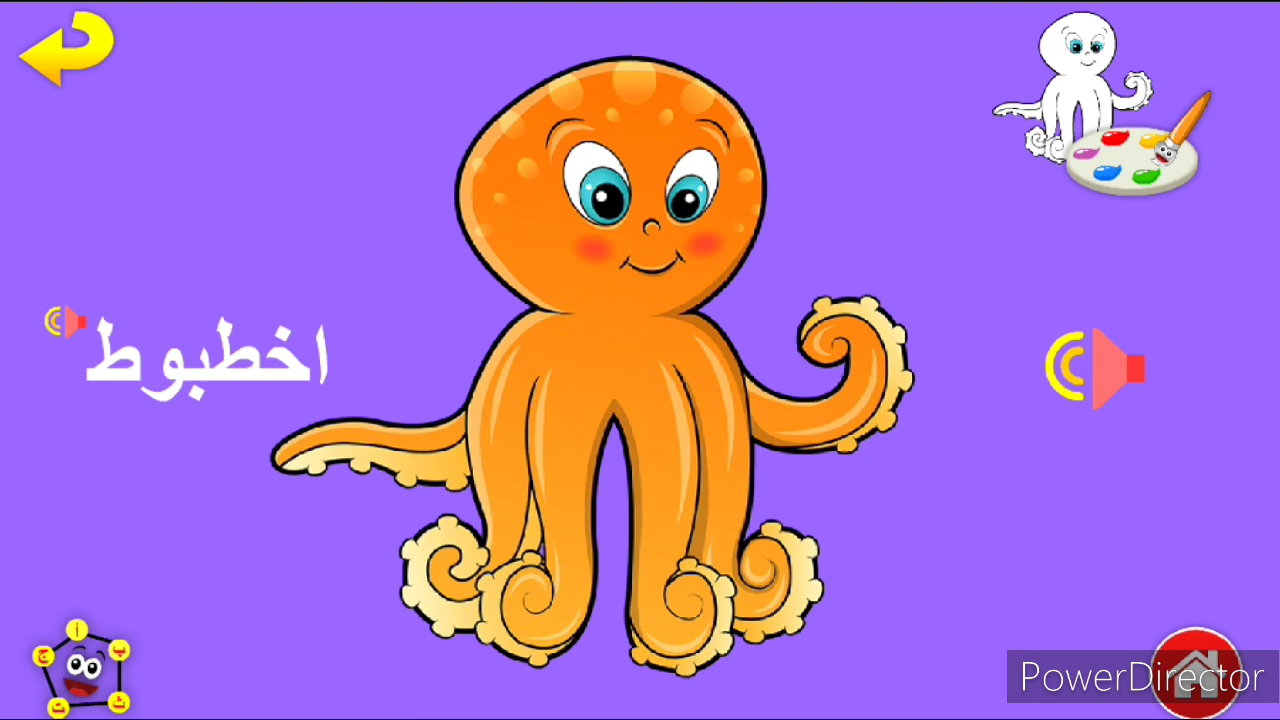 اخطبوط
أ
ب
ج
ث
ت
PowerDirector